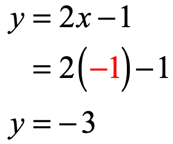 y = 2x − 1
= 2(−1) − 1
y = −3